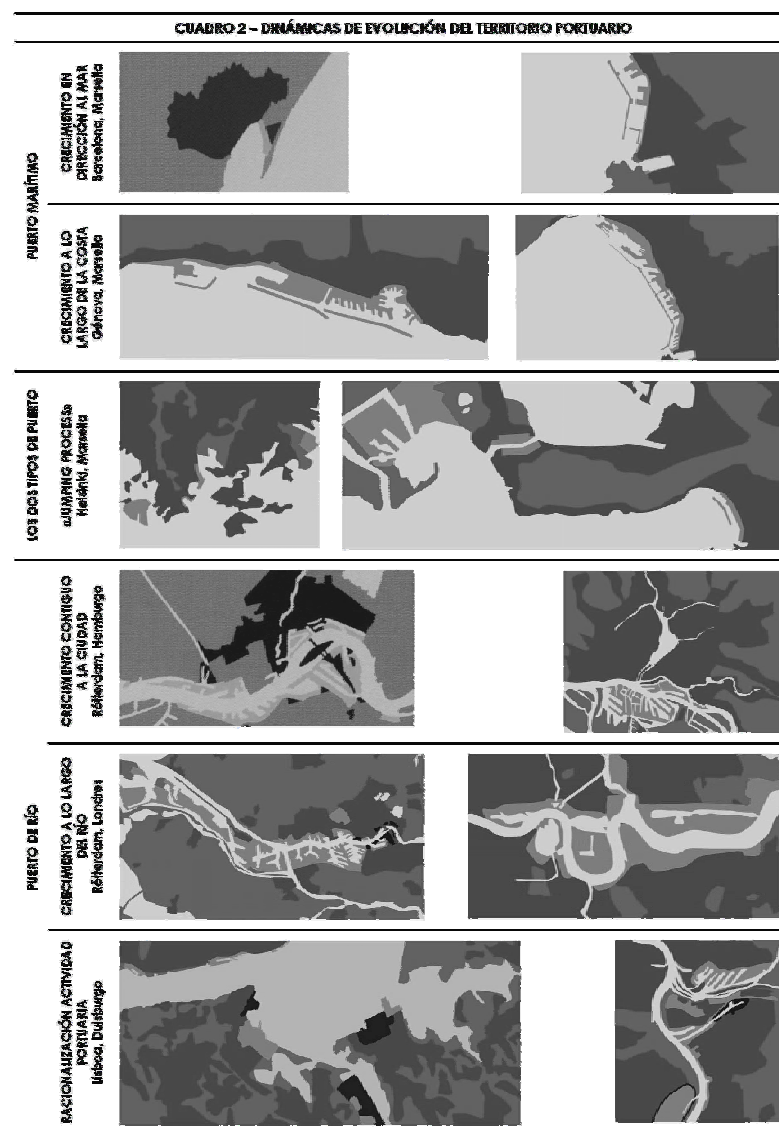 CUADRO 2 – DINÁMICAS DE EVOLUCIÓN DEL TERRITORIO PORTUARIO
PUERTO MARÍTIMO
CRECIMIENTO EN
DIRECCIÓN AL MAR
Barcelona, Marsella
CRECIMIENTO A LO
LARGO DE LA COSTA
Génova, Marsella
LOS DOS TIPOS DE PUERTO
«JUMPING PROCESS»
Helsinki, Marsella
PUERTO DE RÍO
CRECIMIENTO CONTIGUO
A LA CIUDAD
Rótterdam, Hamburgo
CRECIMIENTO A LO LARGO
DEL RÍO
Rótterdam, Londres
RACIONALIZACIÓN ACTIVIDAD
PORTUARIA
Lisboa, Duisburgo